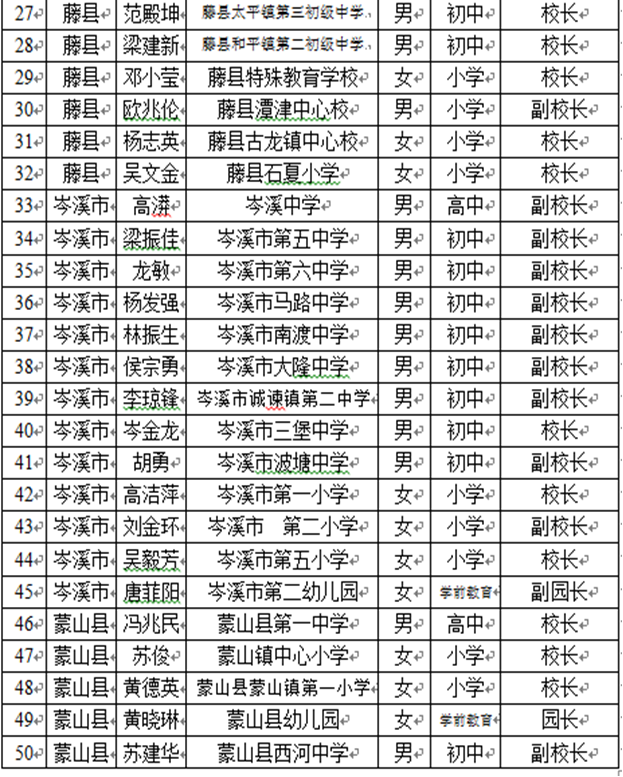 27 藤县 范殿坤 藤县太平镇第三初级中学 男 初中 校长
28 藤县 梁建新 藤县和平镇第二初级中学 男 初中 校长
29 藤县 邓小莹 藤县特殊教育学校 女 小学 校长
30 藤县 欧兆伦 藤县潭津中心校 男 小学 副校长
31 藤县 杨志英 藤县古龙镇中心校 女 小学 校长
32 藤县 吴文金 藤县石夏小学 女 小学 校长
33 岑溪市 高漭 岑溪中学 男 高中 副校长
34 岑溪市 梁振佳 岑溪市第五中学 男 初中 副校长
35 岑溪市 龙敏 岑溪市第六中学 男 初中 副校长
36 岑溪市 杨发强 岑溪市马路中学 男 初中 副校长
37 岑溪市 林振生 岑溪市南渡中学 男 初中 副校长
38 岑溪市 侯宗勇 岑溪市大隆中学 男 初中 副校长
39 岑溪市 李琼锋 岑溪市诚谏镇第二中学 男 初中 副校长
40 岑溪市 岑金龙 岑溪市三堡中学 男 初中 校长
41 岑溪市 胡勇 岑溪市波塘中学 男 初中 副校长
42 岑溪市 高洁萍 岑溪市第一小学 女 小学 校长
43 岑溪市 刘金环 岑溪市 第二小学 女 小学 副校长
44 岑溪市 吴毅芳 岑溪市第五小学 女 小学 校长
45 岑溪市 唐菲阳 岑溪市第二幼儿园 女 学前教育 副园长
46 蒙山县 冯兆民 蒙山县第一中学 男 高中 校长
47 蒙山县 苏俊 蒙山镇中心小学 女 小学 校长
48 蒙山县 黄德英 蒙山县蒙山镇第一小学 女 小学 校长
49 蒙山县 黄晓琳 蒙山县幼儿园 女 学前教育 园长
50 蒙山县 苏建华 蒙山县西河中学 男 初中 副校长